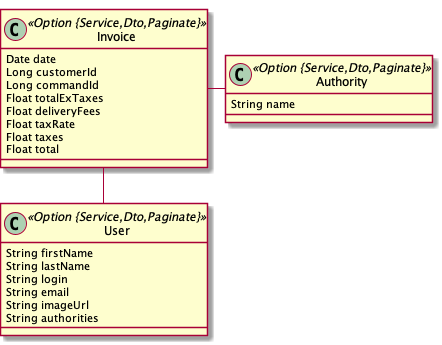 C «Option {Service,Dto,Paginate}»
Invoice
Date date
Long customerId
Long commandId
Float totalExTaxes
Float deliveryFees
Float taxRate
Float taxes
Float total
C «Option {Service,Dto,Paginate}»
Authority
String name
C «Option {Service,Dto,Paginate}»
User
String firstName
String lastName
String login
String email
String imageUrl
String authorities